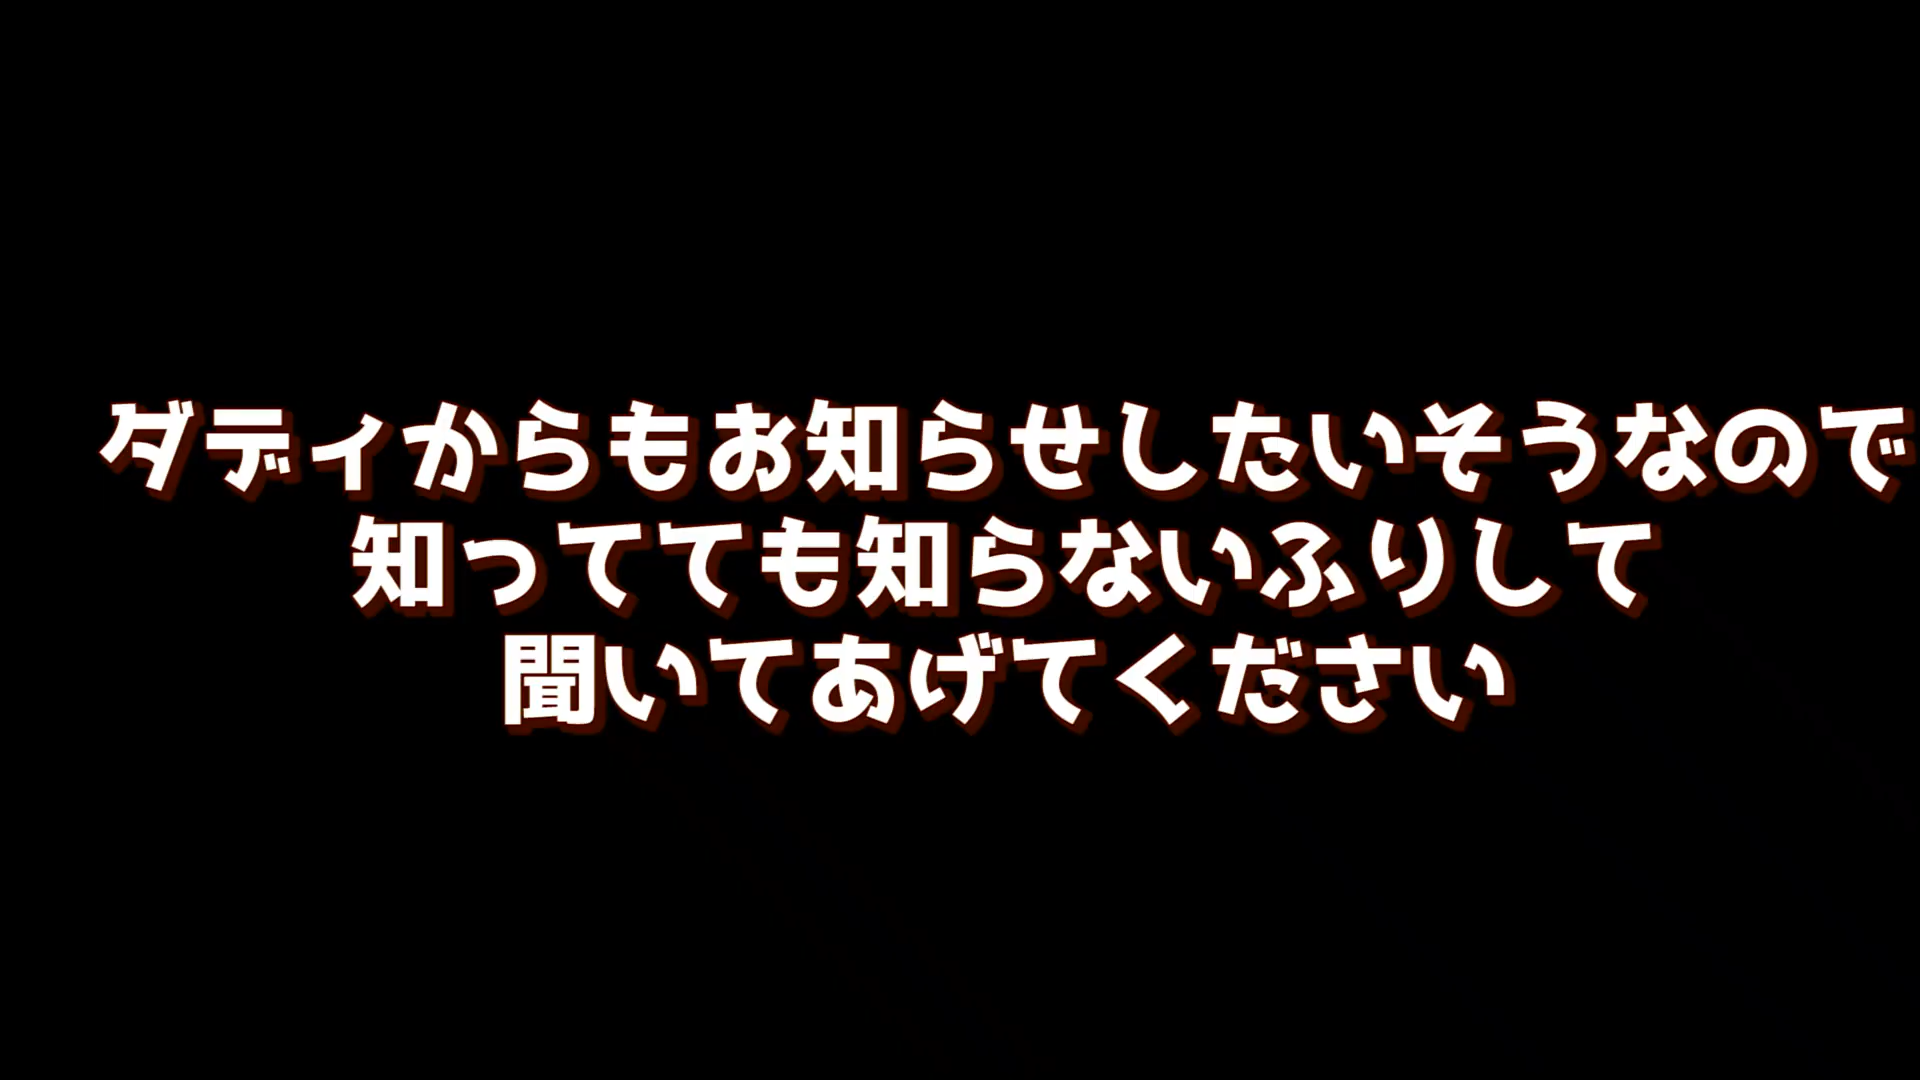 ダディからもお知らせしたいそうなので
知ってても知らないふりして
聞いてあげてください